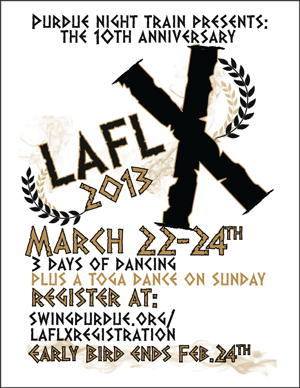 Purdue Night Train presents:
the 10th anniversary
LAFLX
2013
March 22-24th
3 days of dancing
plus a toga dance on Sunday
Register at:
swingpurdue.org/
laflxregistration
Early Bird ends Feb.24th